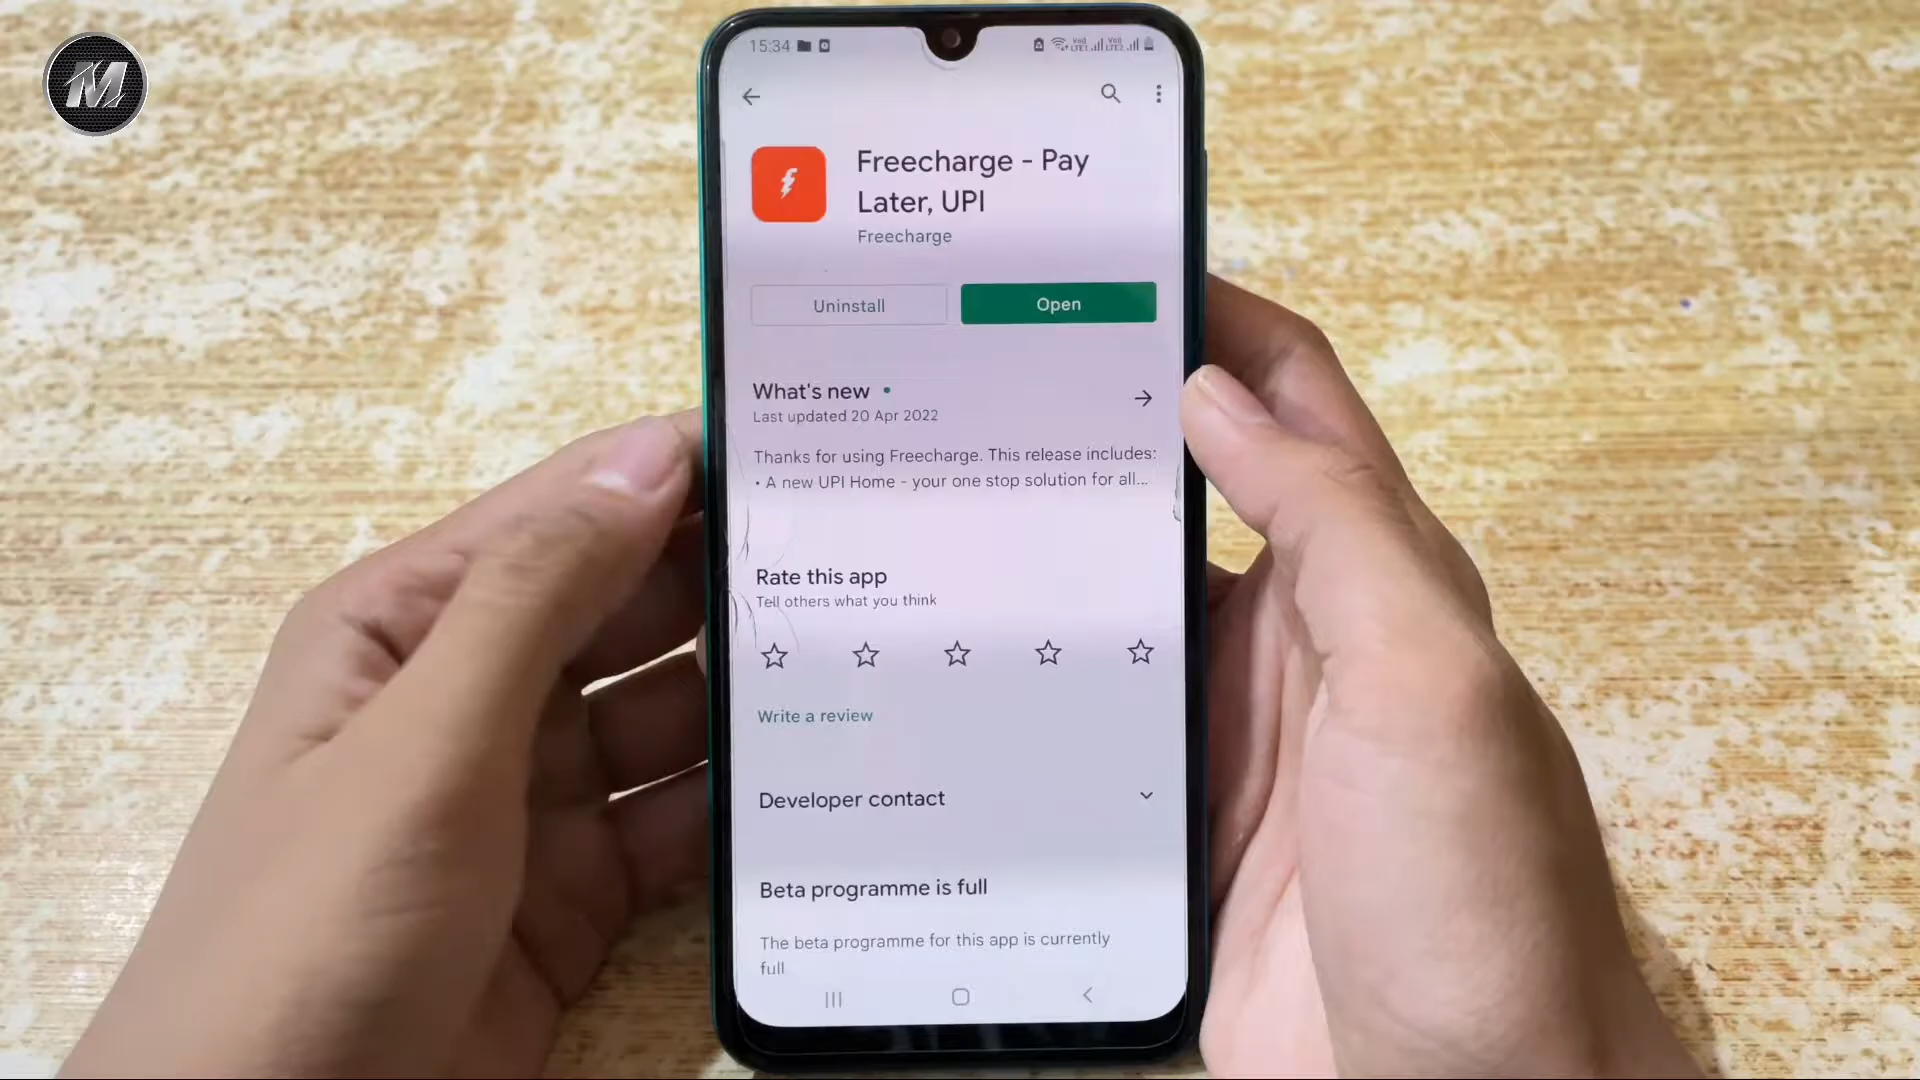 M
15:34
Freecharge - Pay
Later, UPI
Freecharge
Uninstall
Open
What's new
Last updated 20 Apr 2022
Thanks for using Freecharge. This release includes:
• A new UPI Home - your one stop solution for all...
Rate this app
Tell others what you think
Write a review
Developer contact
Beta programme is full
The beta programme for this app is currently
full